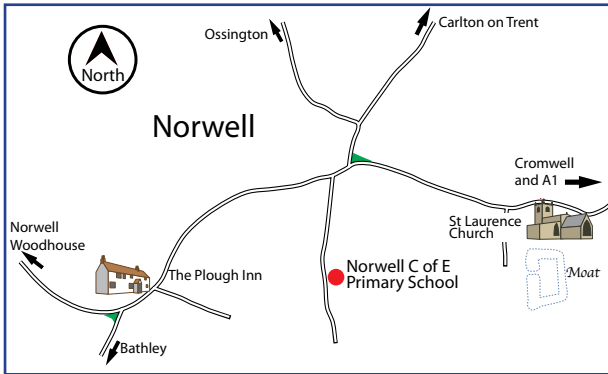 Ossington
Carlton on Trent
North
Norwell
Cromwell
and A1
Norwell
Woodhouse
St Laurence
Church
The Plough Inn
Norwell C of E
Primary School
Moat
Bathley